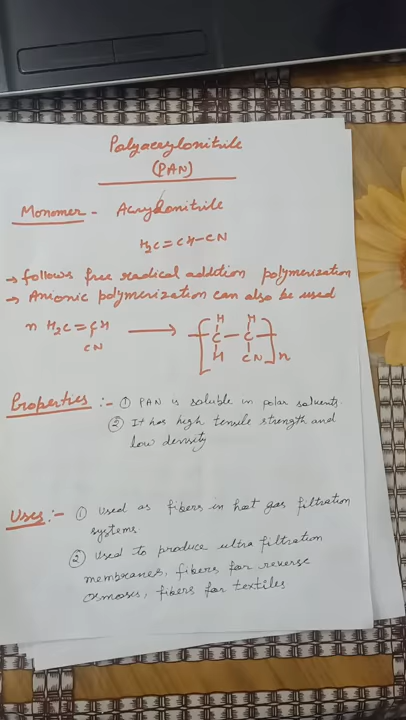 Polyacrylonitrile
(PAN)
Monomer - Acrylonitrile
H₂C=CH-CN
→ follows free radical addition polymerization
→ Anionic polymerization can also be used
n H₂C=CH ⟶ [ H H
CN C-C
H CN ]n
Properties :- ① PAN is soluble in polar solvents.
② It has high tensile strength and
low density
Uses :- ① Used as fibers in hot gas filtration
systems.
② Used to produce ultra filtration
membranes, fibers for reverse
osmosis, fibers for textiles